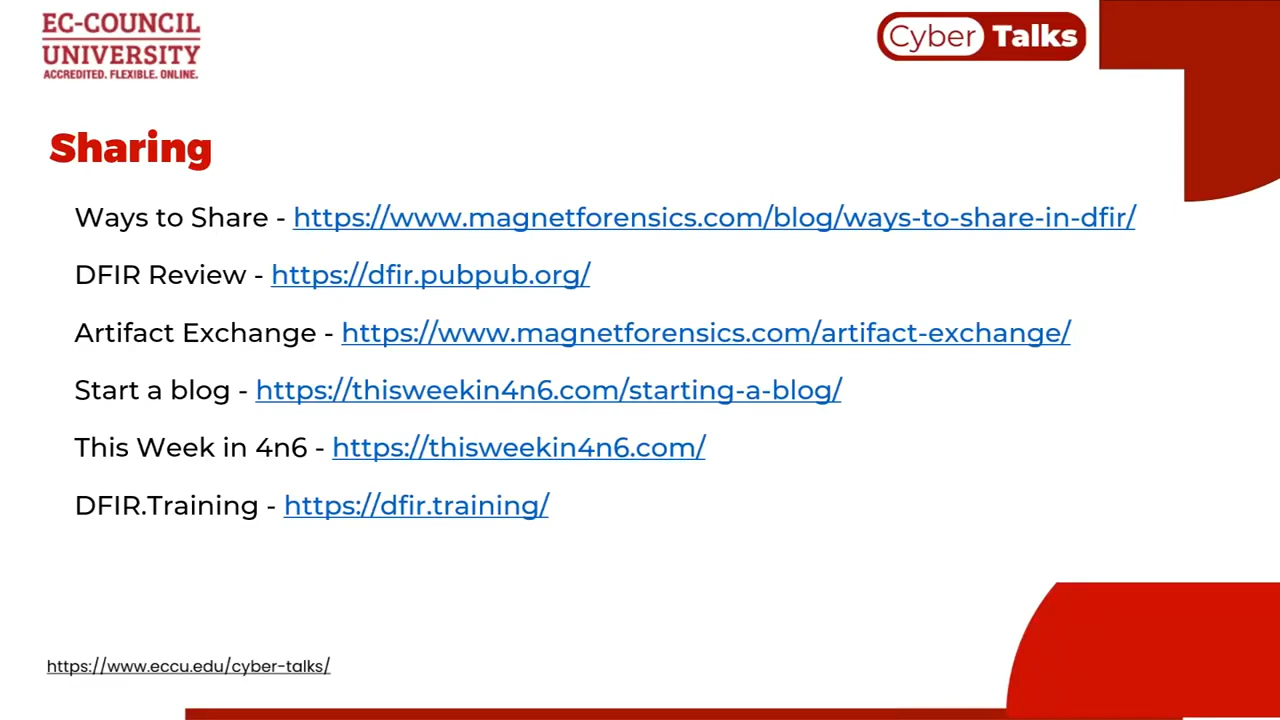 EC-COUNCIL
UNIVERSITY
ACCREDITED. FLEXIBLE. ONLINE.
Cyber Talks
Sharing
Ways to Share - https://www.magnetforensics.com/blog/ways-to-share-in-dfir/
DFIR Review - https://dfir.pubpub.org/
Artifact Exchange - https://www.magnetforensics.com/artifact-exchange/
Start a blog - https://thisweekin4n6.com/starting-a-blog/
This Week in 4n6 - https://thisweekin4n6.com/
DFIR.Training - https://dfir.training/
https://www.eccu.edu/cyber-talks/